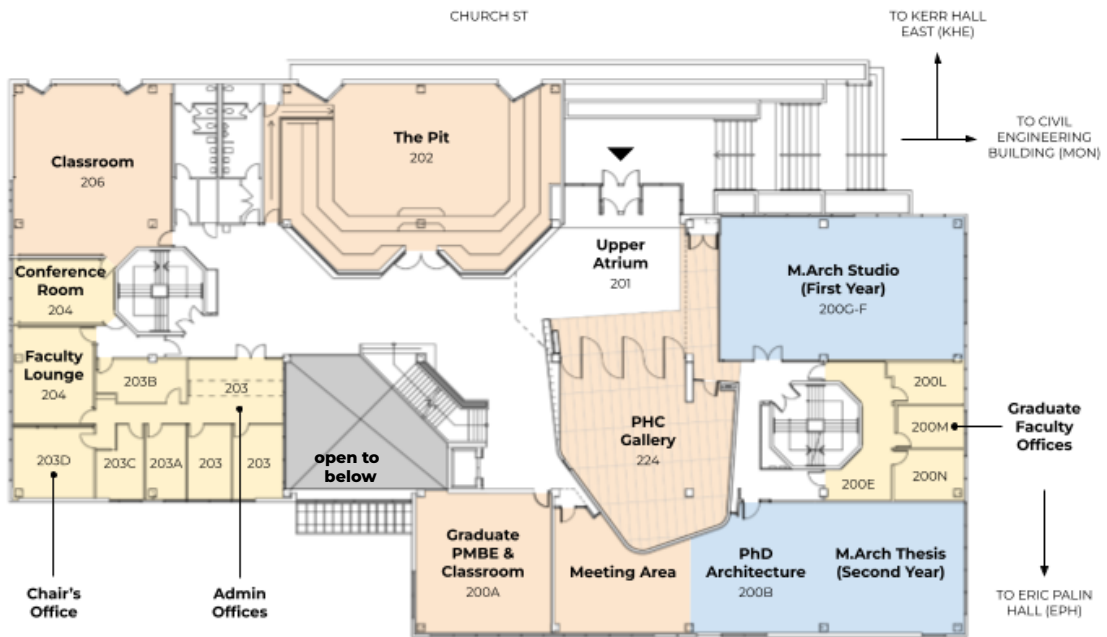 CHURCH ST
TO KERR HALL
EAST (KHE)
TO CIVIL
ENGINEERING
BUILDING (MON)
Classroom
206
The Pit
202
Upper
Atrium
201
M.Arch Studio
(First Year)
200G-F
Conference
Room
204
Faculty
Lounge
204
203B
203
203D
203C
203A
203
203
open to
below
PHC
Gallery
224
200L
200M
200N
200E
Graduate
Faculty
Offices
Graduate
PMBE &
Classroom
200A
Meeting Area
PhD
Architecture
200B
M.Arch Thesis
(Second Year)
Chair's
Office
Admin
Offices
TO ERIC PALIN
HALL (EPH)